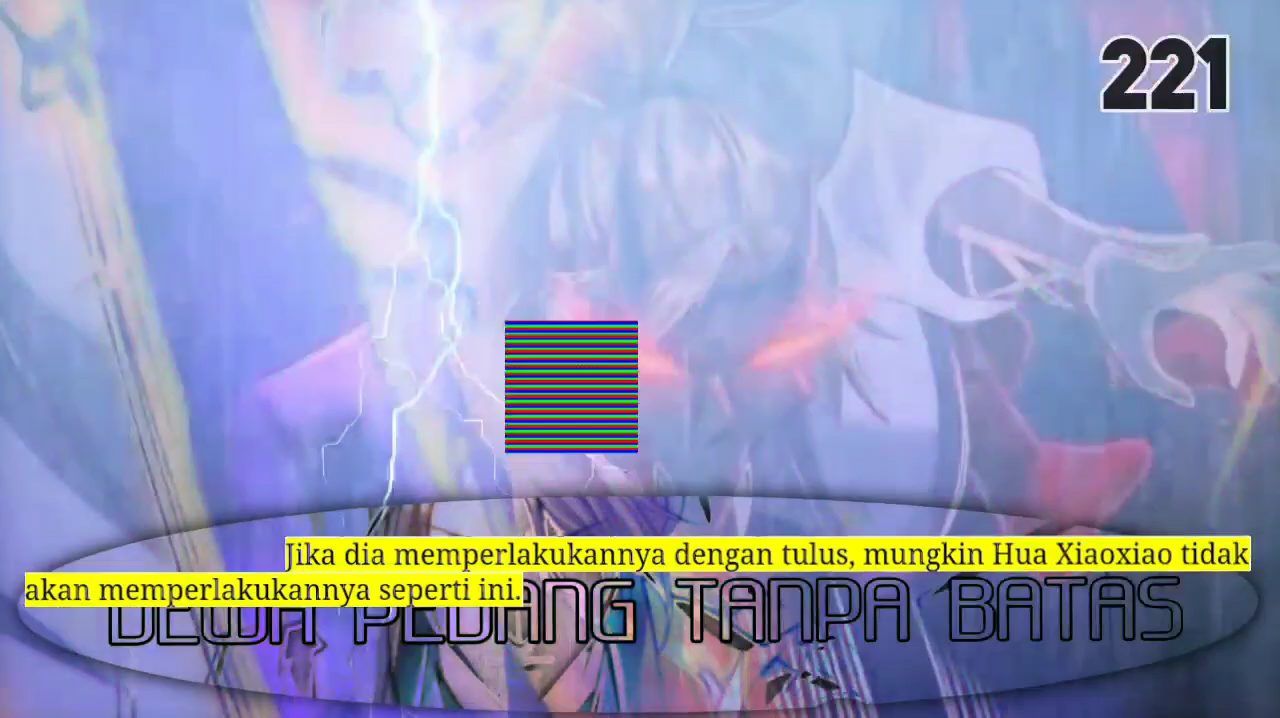 221
Jika dia memperlakukannya dengan tulus, mungkin Hua Xiaoxiao tidak
akan memperlakukannya seperti ini.
DEWA PEDANG TANPA BATAS